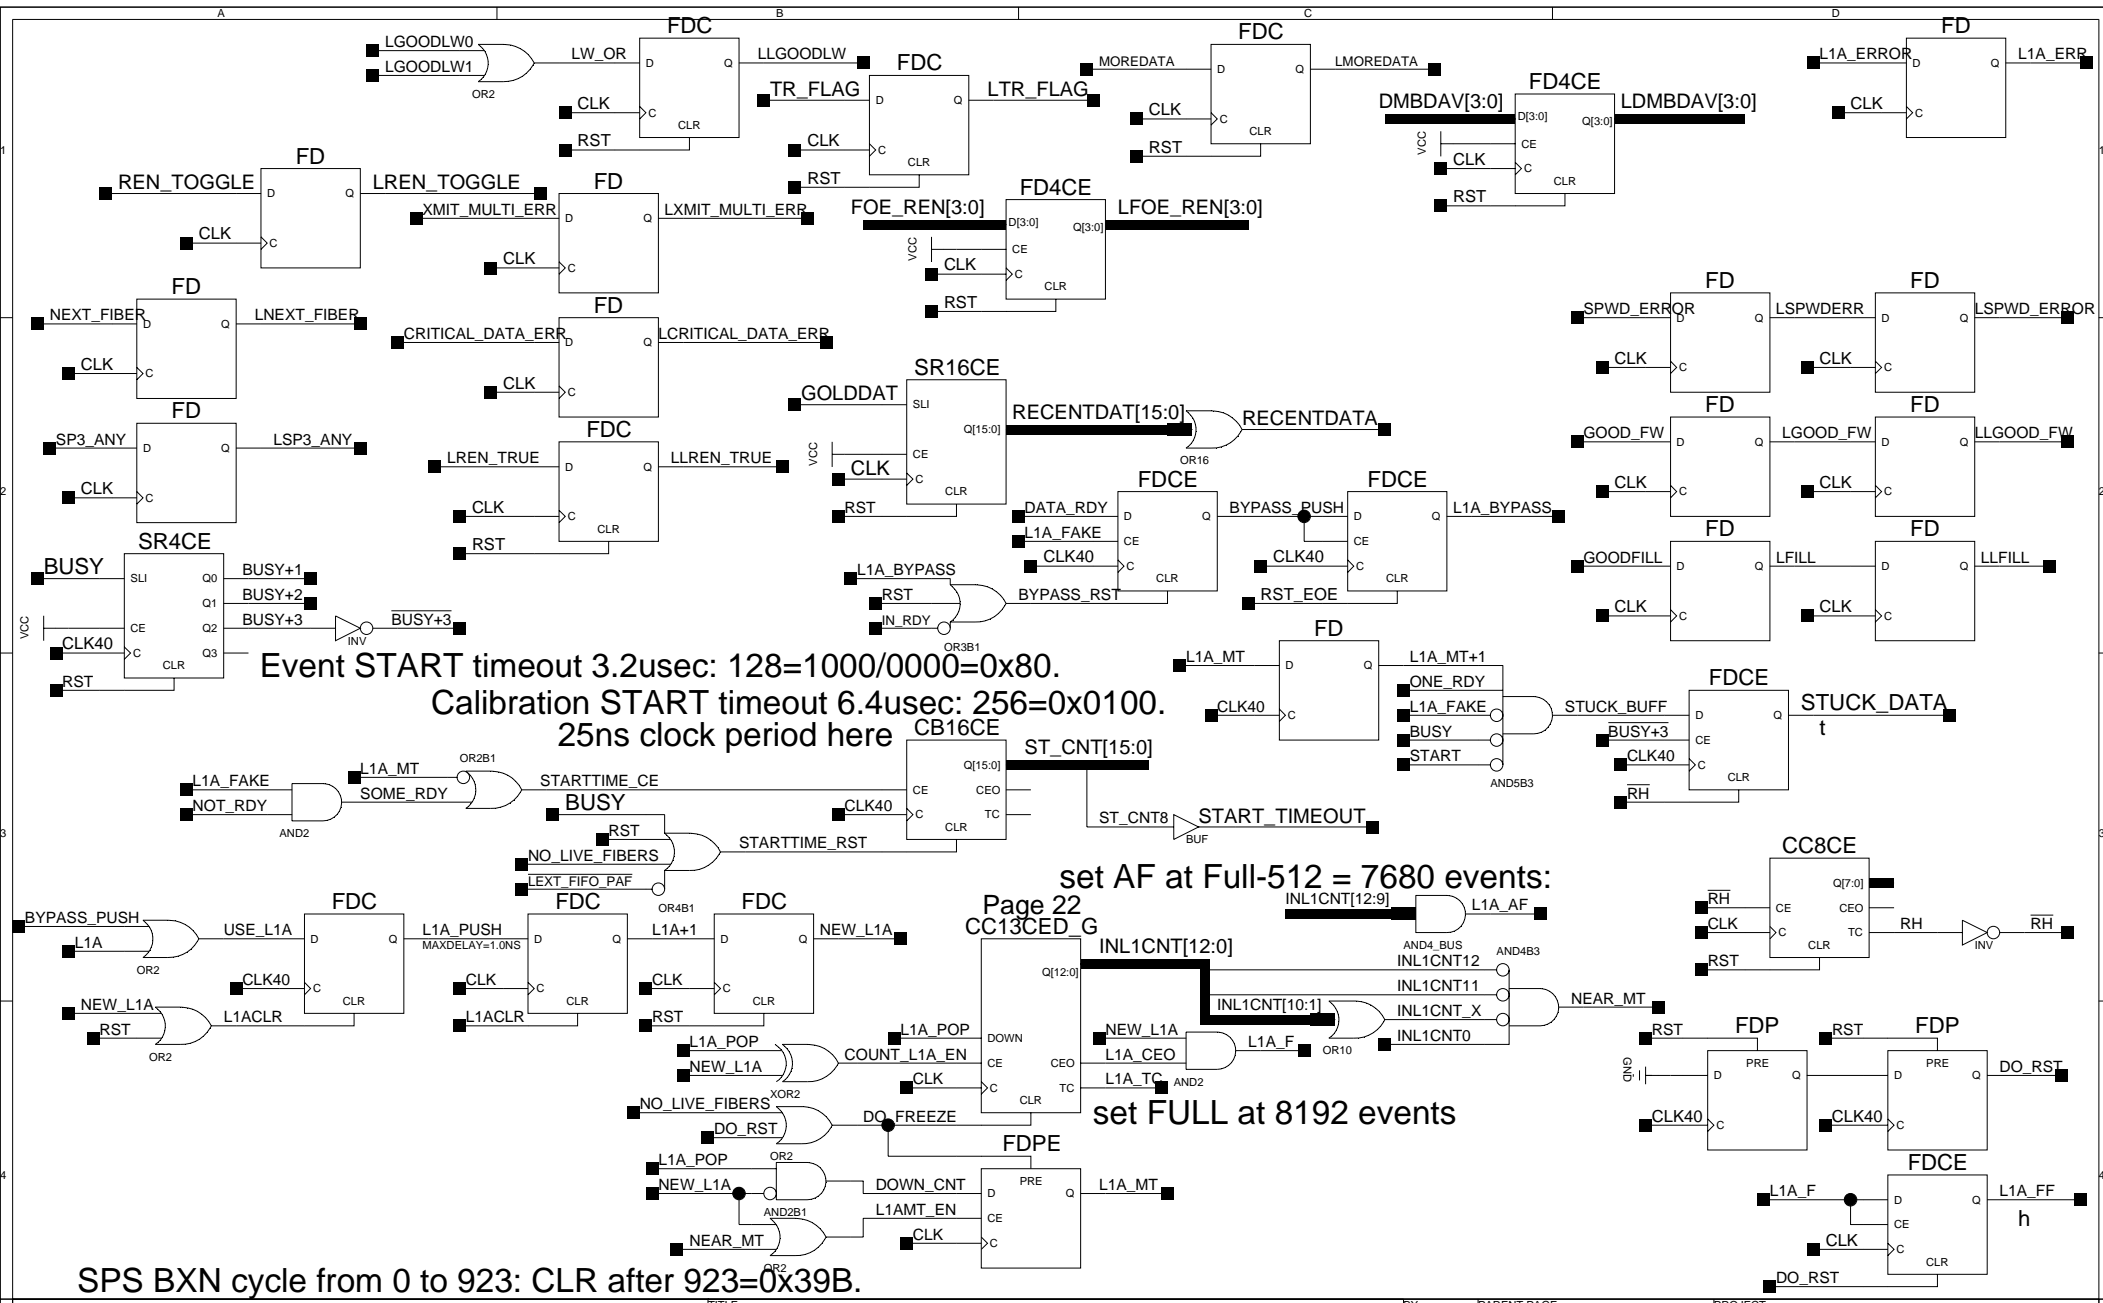 A B C D
FDC
LGOODLW0
LGOODLW1
OR2
LW_OR
D Q
C
CLR
LLGOODLW
CLK
RST
FDC
TR_FLAG
D Q
C
CLR
LTR_FLAG
CLK
RST
FDC
MOREDATA
D Q
C
CLR
LMOREDATA
CLK
RST
FD4CE
DMBDAV[3:0]
D[3:0]
Q[3:0]
CE
C
CLR
LDMBDAV[3:0]
VCC
CLK
RST
FD
L1A_ERROR
D Q
C
L1A_ERR
CLK
1
1
FD
REN_TOGGLE
D Q
C
LREN_TOGGLE
CLK
FD
XMIT_MULTI_ERR
D Q
C
LXMIT_MULTI_ERR
CLK
FD4CE
FOE_REN[3:0]
D[3:0]
Q[3:0]
CE
C
CLR
LFOE_REN[3:0]
VCC
CLK
RST
FD
NEXT_FIBER
D Q
C
LNEXT_FIBER
CLK
FD
CRITICAL_DATA_ERR
D Q
C
LCRITICAL_DATA_ERR
CLK
FD
SPWD_ERROR
D Q
C
LSPWDERR
CLK
FD
D Q
C
LSPWD_ERROR
CLK
FD
SP3_ANY
D Q
C
LSP3_ANY
CLK
FDC
LREN_TRUE
D Q
C
CLR
LLREN_TRUE
CLK
RST
SR16CE
GOLDDAT
SLI
Q[15:0]
CE
C
CLR
VCC
CLK
RST
RECENTDAT[15:0]
OR16
RECENTDATA
FD
GOOD_FW
D Q
C
LGOOD_FW
CLK
FD
D Q
C
LLGOOD_FW
CLK
2
2
FDCE
DATA_RDY
L1A_FAKE
CLK40
D Q
CE
C
CLR
BYPASS_PUSH
FDCE
D Q
CE
C
CLR
L1A_BYPASS
CLK40
RST_EOE
L1A_BYPASS
RST
IN_RDY
OR3B1
BYPASS_RST
FD
GOODFILL
D Q
C
LFILL
CLK
FD
D Q
C
LLFILL
CLK
SR4CE
BUSY
SLI
Q0
Q1
Q2
Q3
CE
C
CLR
VCC
CLK40
RST
BUSY+1
BUSY+2
BUSY+3
INV
BUSY+3
Event START timeout 3.2usec: 128=1000/0000=0x80.
Calibration START timeout 6.4usec: 256=0x0100.
25ns clock period here
FD
L1A_MT
D Q
C
CLK40
L1A_MT+1
ONE_RDY
L1A_FAKE
BUSY
START
AND5B3
STUCK_BUFF
FDCE
D Q
CE
C
CLR
BUSY+3
CLK40
RH
STUCK_DATA
t
CB16CE
Q[15:0]
CE
CEO
C
TC
CLR
ST_CNT[15:0]
ST_CNT8
BUF
START_TIMEOUT
L1A_FAKE
NOT_RDY
AND2
L1A_MT
SOME_RDY
OR2B1
STARTTIME_CE
CLK40
BUSY
RST
NO_LIVE_FIBERS
LEXT_FIFO_PAF
OR4B1
STARTTIME_RST
3
3
set AF at Full-512 = 7680 events:
INL1CNT[12:9]
AND4_BUS
L1A_AF
CC8CE
Q[7:0]
CE
CEO
C
TC
CLR
RH
CLK
RST
RH
INV
RH
FDC
BYPASS_PUSH
L1A
OR2
USE_L1A
D Q
C
CLR
CLK40
NEW_L1A
RST
OR2
L1ACLR
L1A_PUSH
MAXDELAY=1.0NS
FDC
D Q
C
CLR
CLK
L1ACLR
L1A+1
FDC
D Q
C
CLR
CLK
RST
NEW_L1A
Page 22
CC13CED_G
Q[12:0]
DOWN
CE
CEO
C
TC
CLR
INL1CNT[12:0]
INL1CNT12
INL1CNT11
INL1CNT[10:1]
OR10
INL1CNT_X
INL1CNT0
AND4B3
NEAR_MT
L1A_POP
L1A_POP
NEW_L1A
XOR2
COUNT_L1A_EN
CLK
NEW_L1A
L1A_CEO
AND2
L1A_F
L1A_TC
set FULL at 8192 events
NO_LIVE_FIBERS
DO_RST
OR2
DO_FREEZE
FDPE
PRE
D Q
CE
C
L1A_POP
NEW_L1A
AND2B1
DOWN_CNT
L1AMT_EN
NEAR_MT
OR2
CLK
L1A_MT
FDP
RST
PRE
D Q
C
GND
CLK40
FDP
RST
PRE
D Q
C
CLK40
DO_RST
FDCE
L1A_F
D Q
CE
C
CLR
CLK
DO_RST
L1A_FF
h
4
4
SPS BXN cycle from 0 to 923: CLR after 923=0x39B.